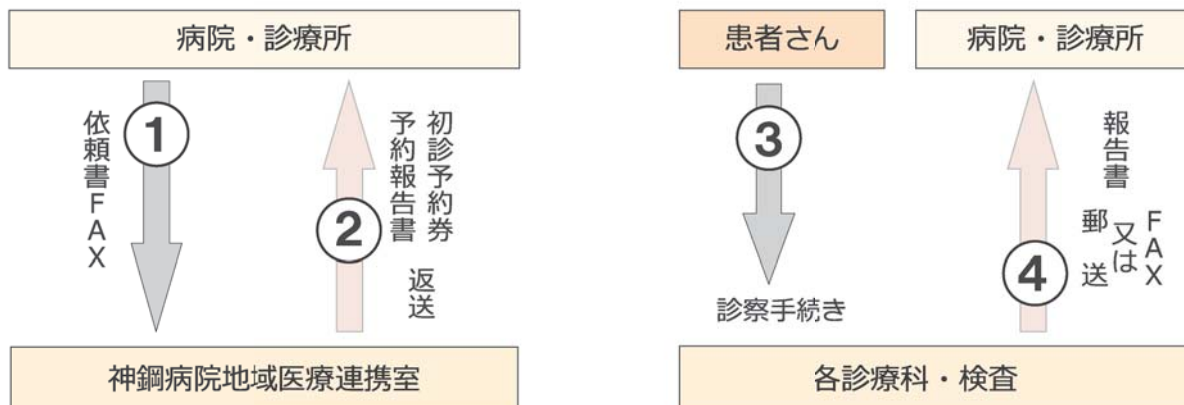 病院・診療所
①
依頼書FAX
②
初診予約券
予約報告書
返送
神鋼病院地域医療連携室
患者さん
③
診察手続き
病院・診療所
④
報告書
FAX
又は
郵送
各診療科・検査